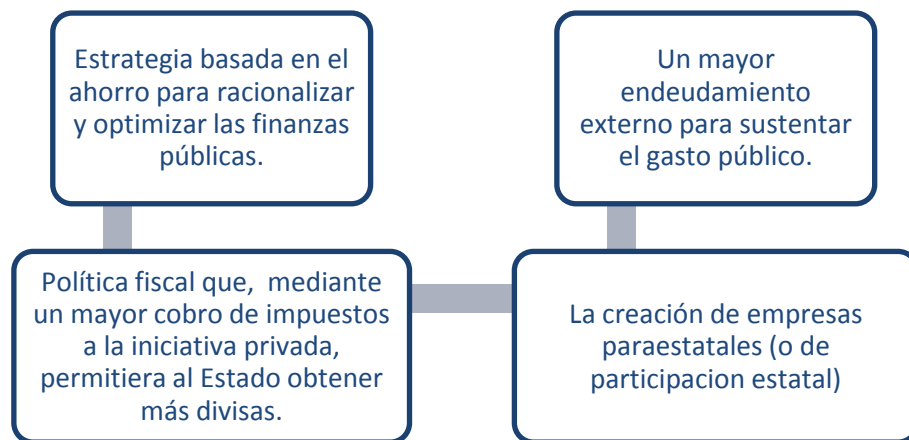 Estrategia basada en el
ahorro para racionalizar
y optimizar las finanzas
públicas.
Política fiscal que, mediante
un mayor cobro de impuestos
a la iniciativa privada,
permitiera al Estado obtener
más divisas.
La creación de empresas
paraestatales (o de
participacion estatal)
Un mayor
endeudamiento
externo para sustentar
el gasto público.